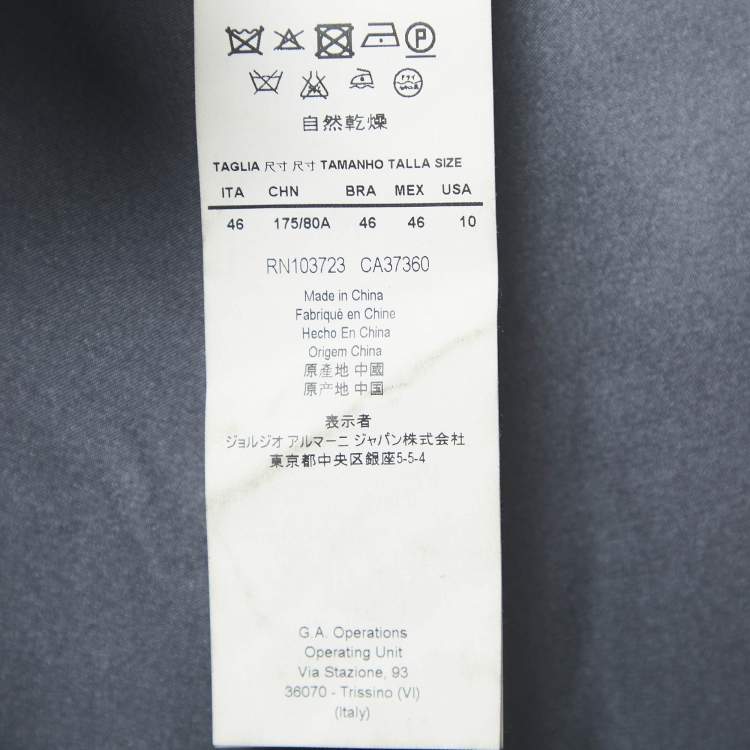 P
ドライ
自然乾燥
TAGLIA 尺寸 尺寸 TAMANHO TALLA SIZE
ITA CHN BRA MEX USA
46 175/80A 46 46 10
RN103723 CA37360
Made in China
Fabriqué en Chine
Hecho En China
Origem China
原產地 中國
原产地 中国
表示者
ジョルジオ アルマーニ ジャパン株式会社
東京都中央区銀座5-5-4
G.A. Operations
Operating Unit
Via Stazione, 93
36070 - Trissino (VI)
(Italy)